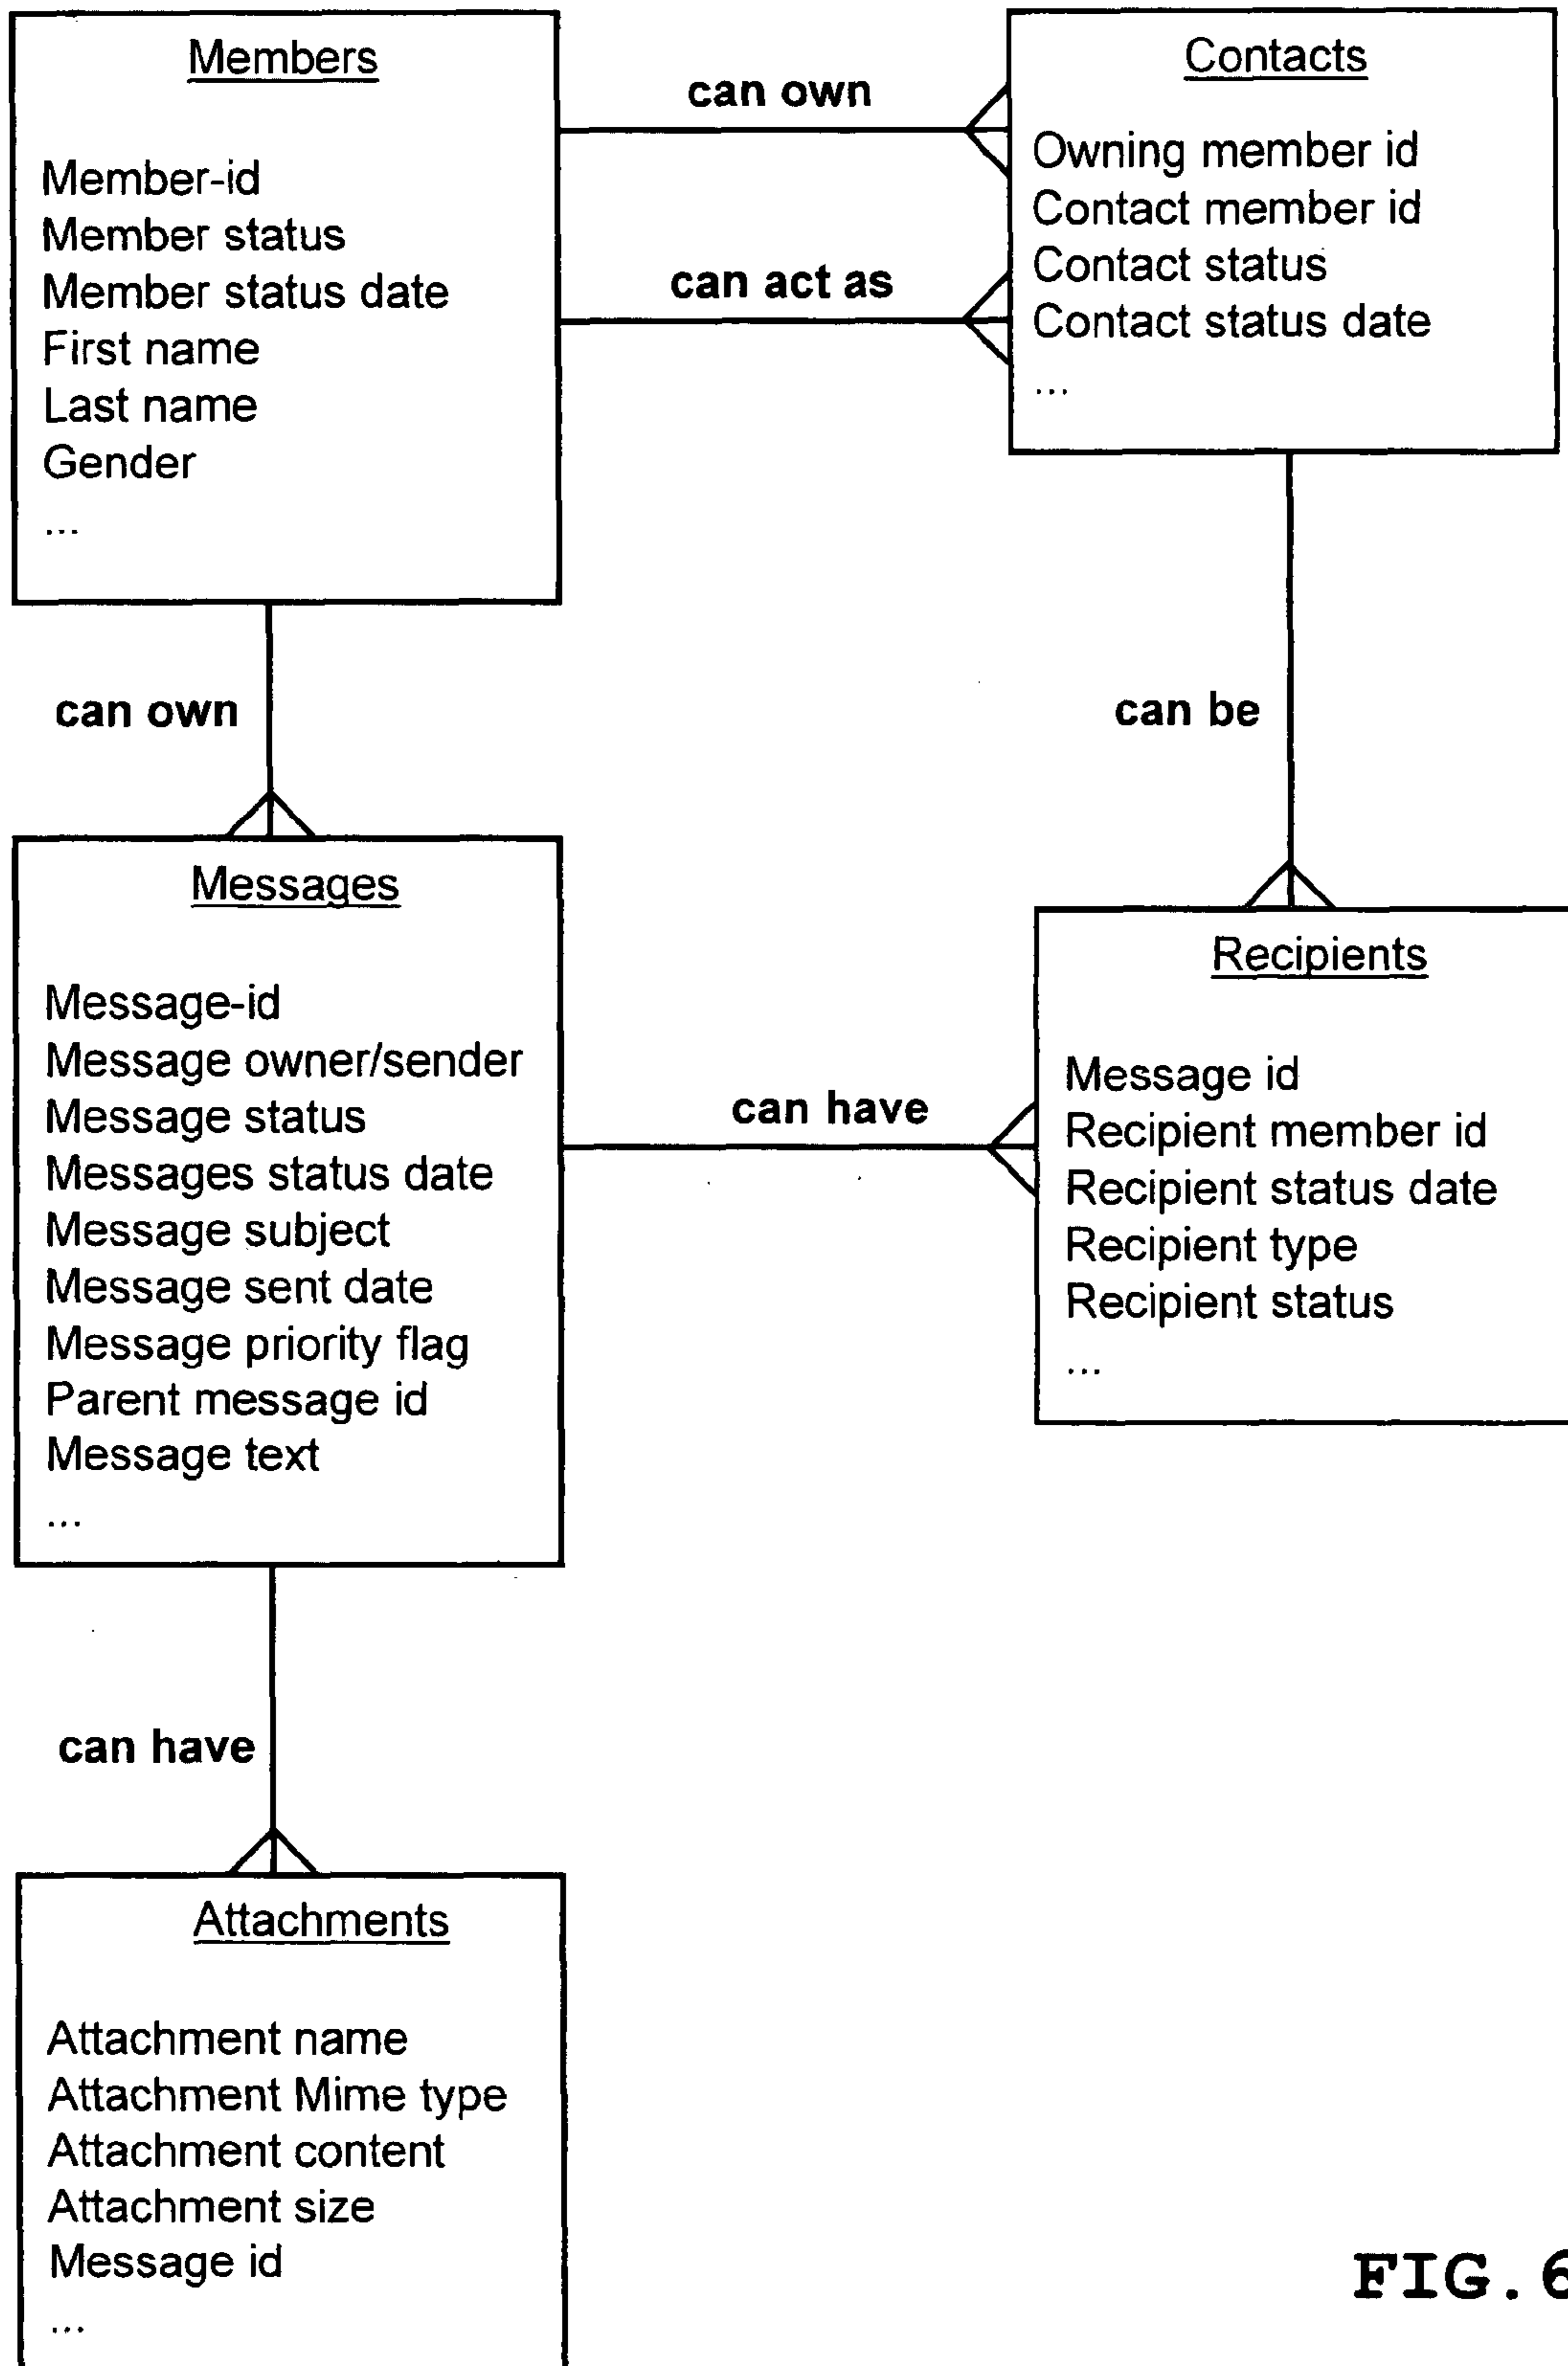 Members
Member-id
Member status
Member status date
First name
Last name
Gender
...
can own
can act as
Contacts
Owning member id
Contact member id
Contact status
Contact status date
...
can own
can be
Messages
Message-id
Message owner/sender
Message status
Messages status date
Message subject
Message sent date
Message priority flag
Parent message id
Message text
...
can have
Recipients
Message id
Recipient member id
Recipient status date
Recipient type
Recipient status
...
can have
Attachments
Attachment name
Attachment Mime type
Attachment content
Attachment size
Message id
...
FIG. 6